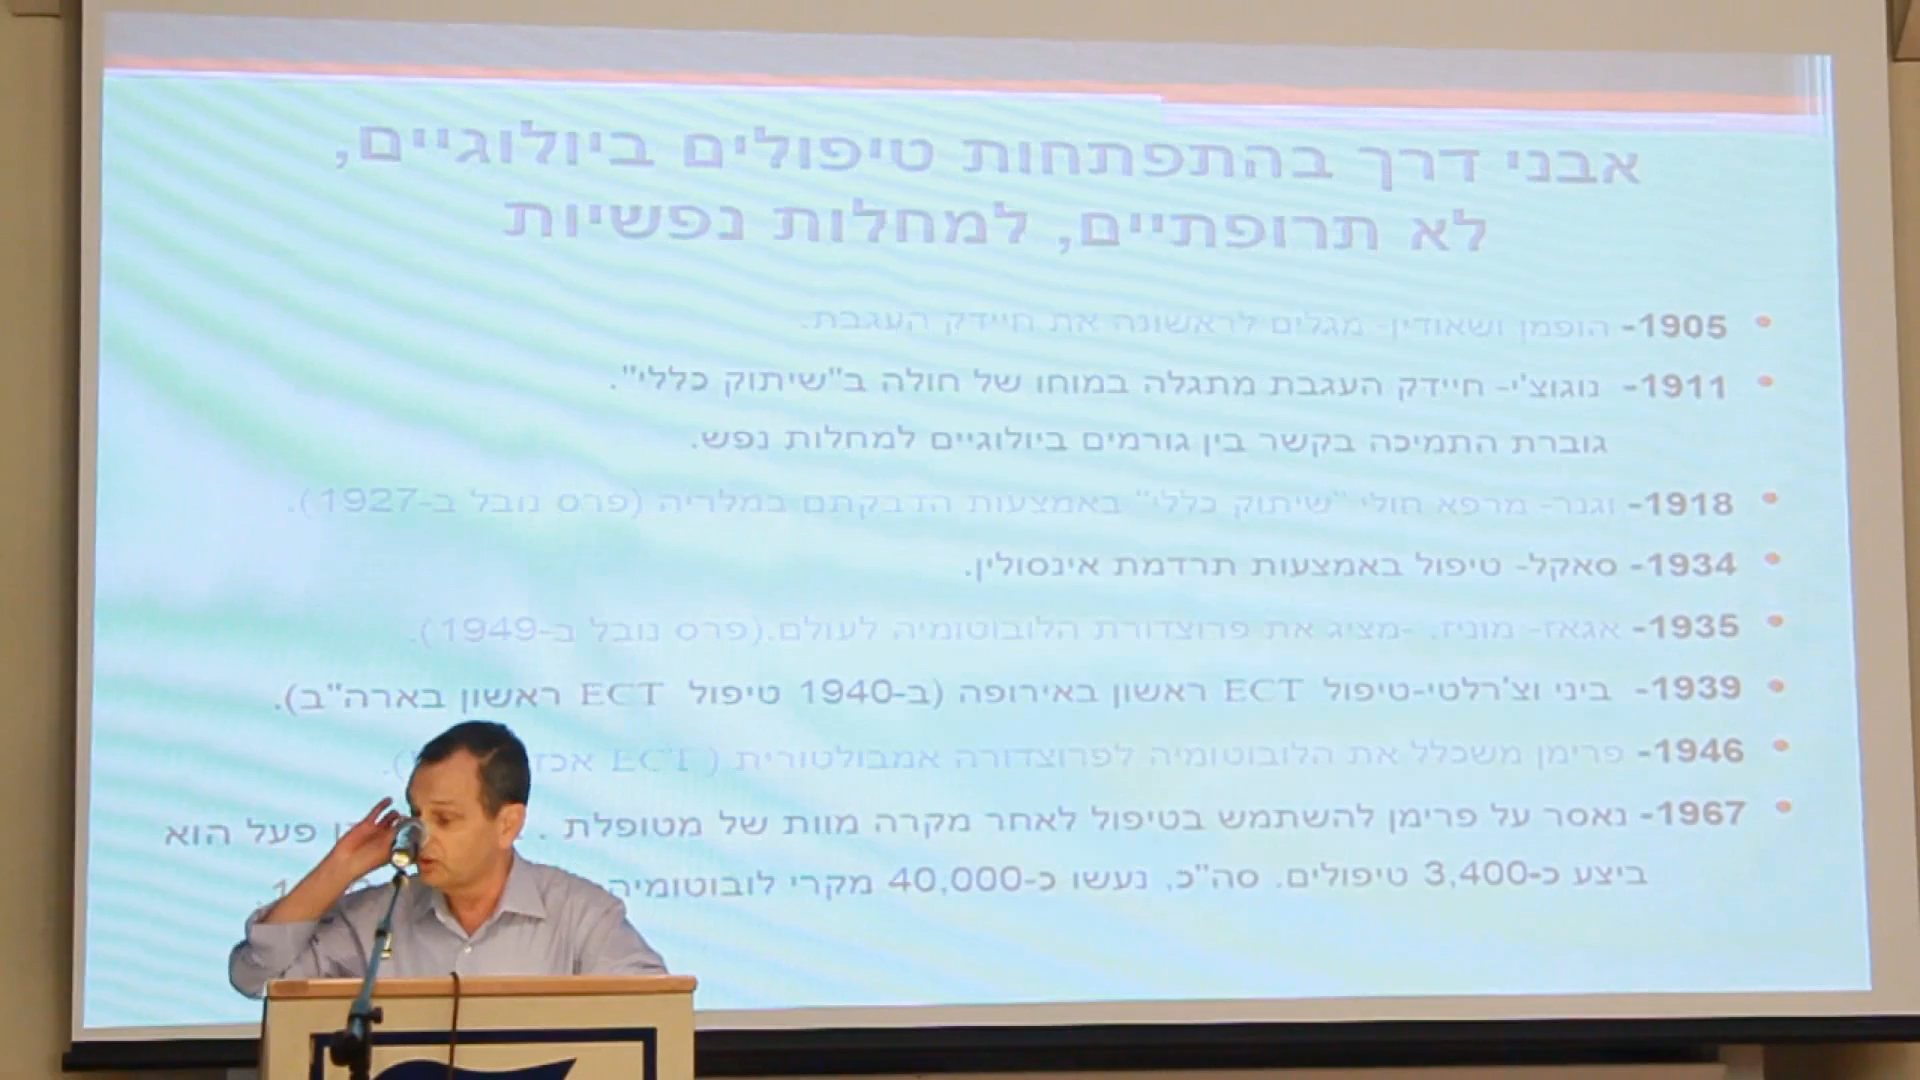 אבני דרך בהתפתחות טיפולים ביולוגיים,
לא תרופתיים, למחלות נפשיות
• 1905- הופמן ושאודין- מגלים לראשונה את חיידק העגבת.
• 1911- נוגוצ'י- חיידק העגבת מתגלה במוחו של חולה ב"שיתוק כללי".
גוברת התמיכה בקשר בין גורמים ביולוגיים למחלות נפש.
• 1918- וגנר- מרפא חולי "שיתוק כללי" באמצעות הדבקתם במלריה (פרס נובל ב-1927).
• 1934- סאקל- טיפול באמצעות תרדמת אינסולין.
• 1935- אגאז- מוניז. -מציג את פרוצדורת הלובוטומיה לעולם.(פרס נובל ב-1949).
• 1939- ביני וצ'רלטי-טיפול ECT ראשון באירופה (ב-1940 טיפול ECT ראשון בארה"ב).
• 1946- פרימן משכלל את הלובוטומיה לפרוצדורה אמבולטורית ( ECT ).
• 1967- נאסר על פרימן להשתמש בטיפול לאחר מקרה מוות של מטופלת . פעל הוא
ביצע כ-3,400 טיפולים. סה"כ, נעשו כ-40,000 מקרי לובוטומיה